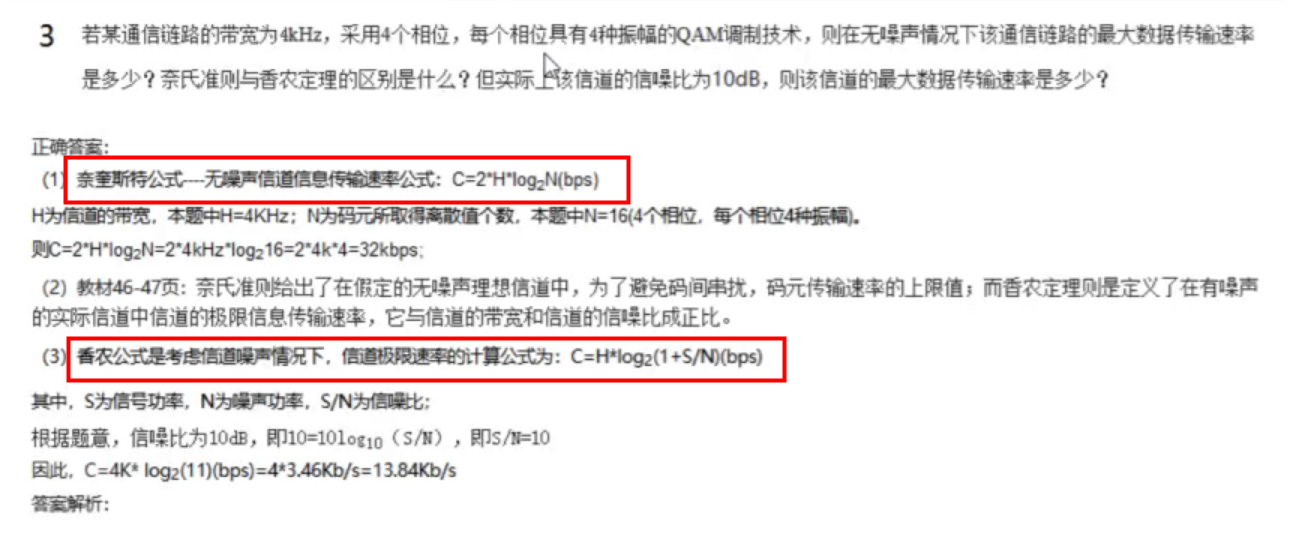 3 若某通信链路的带宽为4kHz，采用4个相位，每个相位具有4种振幅的QAM调制技术，则在无噪声情况下该通信链路的最大数据传输速率
是多少？奈氏准则与香农定理的区别是什么？但实际上该信道的信噪比为10dB，则该信道的最大数据传输速率是多少？
正确答案：
(1) 奈奎斯特公式----无噪声信道信息传输速率公式：C=2*H*log₂N(bps)
H为信道的带宽，本题中H=4KHz；N为码元所取得离散值个数，本题中N=16(4个相位，每个相位4种振幅)。
则C=2*H*log₂N=2*4kHz*log₂16=2*4k*4=32kbps;
(2) 教材46-47页：奈氏准则给出了在假定的无噪声理想信道中，为了避免码间串扰，码元传输速率的上限值；而香农定理则是定义了在有噪声
的实际信道中信道的极限信息传输速率，它与信道的带宽和信道的信噪比成正比。
(3) 香农公式是考虑信道噪声情况下，信道极限速率的计算公式为：C=H*log₂(1+S/N)(bps)
其中，S为信号功率，N为噪声功率，S/N为信噪比；
根据题意，信噪比为10dB，即10=10log₁₀（S/N），即S/N=10
因此，C=4K* log₂(11)(bps)=4*3.46Kb/s=13.84Kb/s
答案解析：